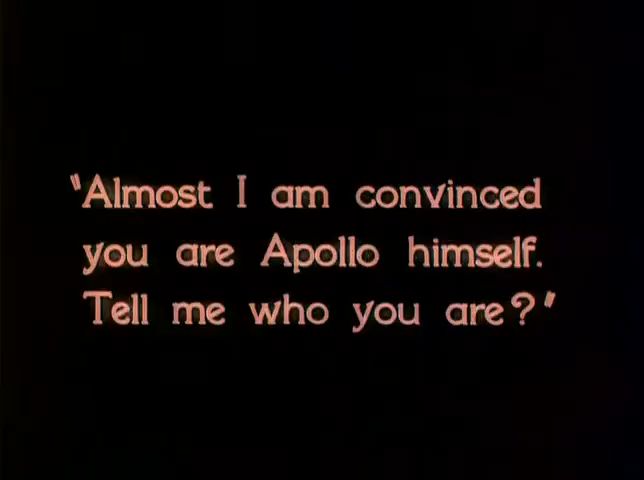 "Almost I am convinced
you are Apollo himself.
Tell me who you are?"